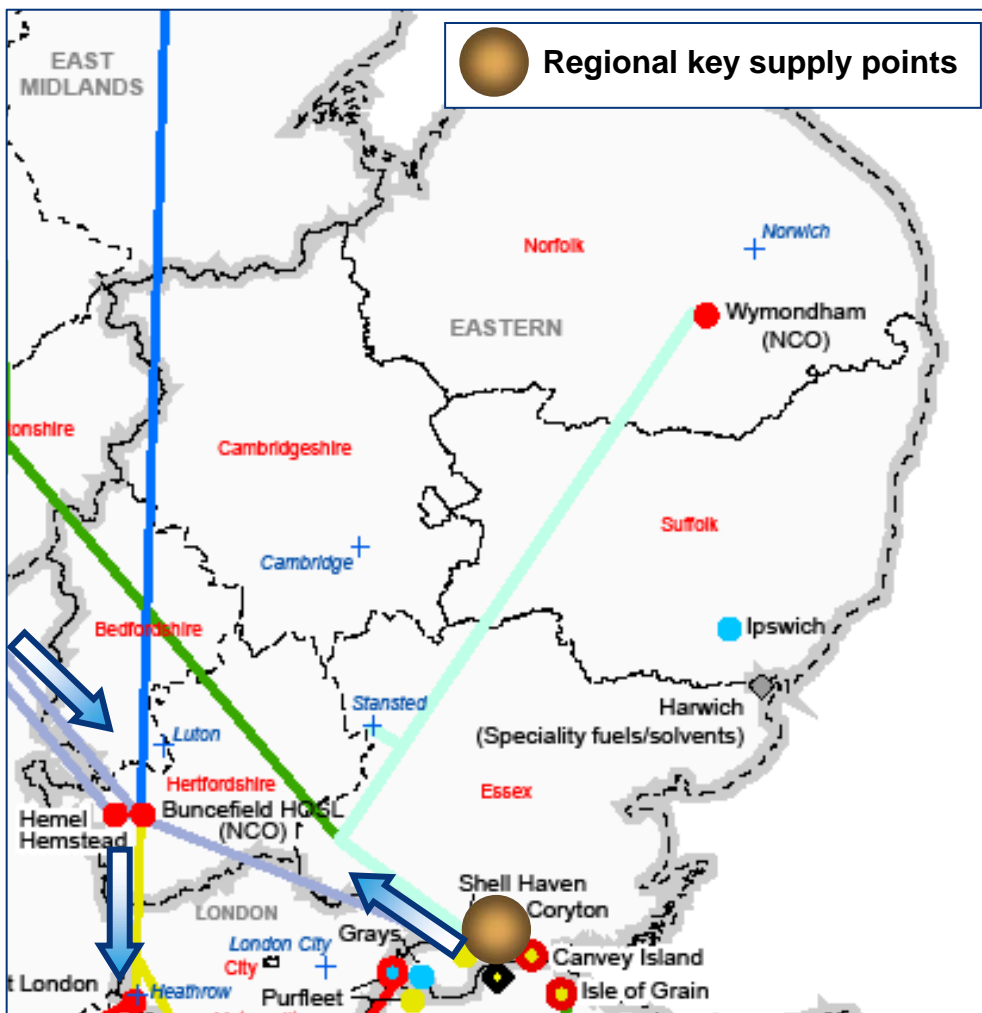 Regional key supply points
EAST
MIDLANDS
Norwich
Norfolk
Wymondham
(NCO)
EASTERN
onshire
Cambridgeshire
Suffolk
Cambridge
Bedfordshire
Ipswich
Stansted
Harwich
(Speciality fuels/solvents)
Luton
Hertfordshire
Essex
Buncefield HOSL
(NCO)
Hemel
Hemstead
Shell Haven
Coryton
LONDON
Grays
London City
City
Canvey Island
t London
Heathrow
Purfleet
Isle of Grain